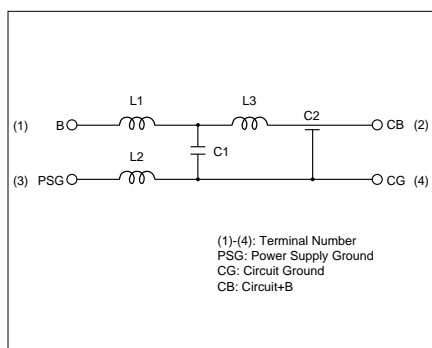 L1 L3 C2
(1) B CB (2)
C1
L2
(3) PSG CG (4)
(1)-(4): Terminal Number
PSG: Power Supply Ground
CG: Circuit Ground
CB: Circuit+B